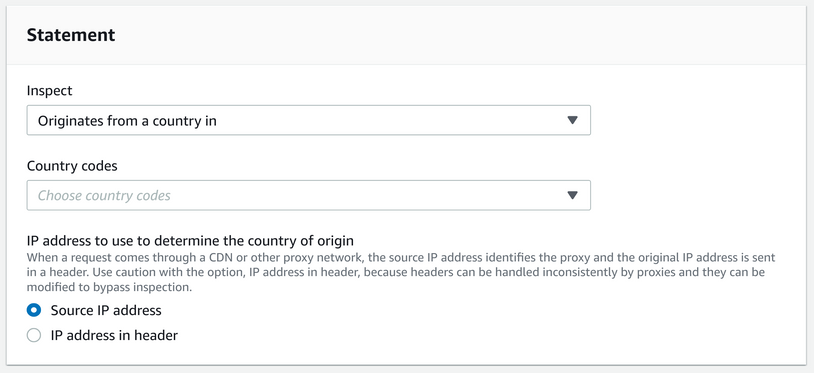 Statement
Inspect
Originates from a country in
Country codes
Choose country codes
IP address to use to determine the country of origin
When a request comes through a CDN or other proxy network, the source IP address identifies the proxy and the original IP address is sent
in a header. Use caution with the option, IP address in header, because headers can be handled inconsistently by proxies and they can be
modified to bypass inspection.
Source IP address
IP address in header